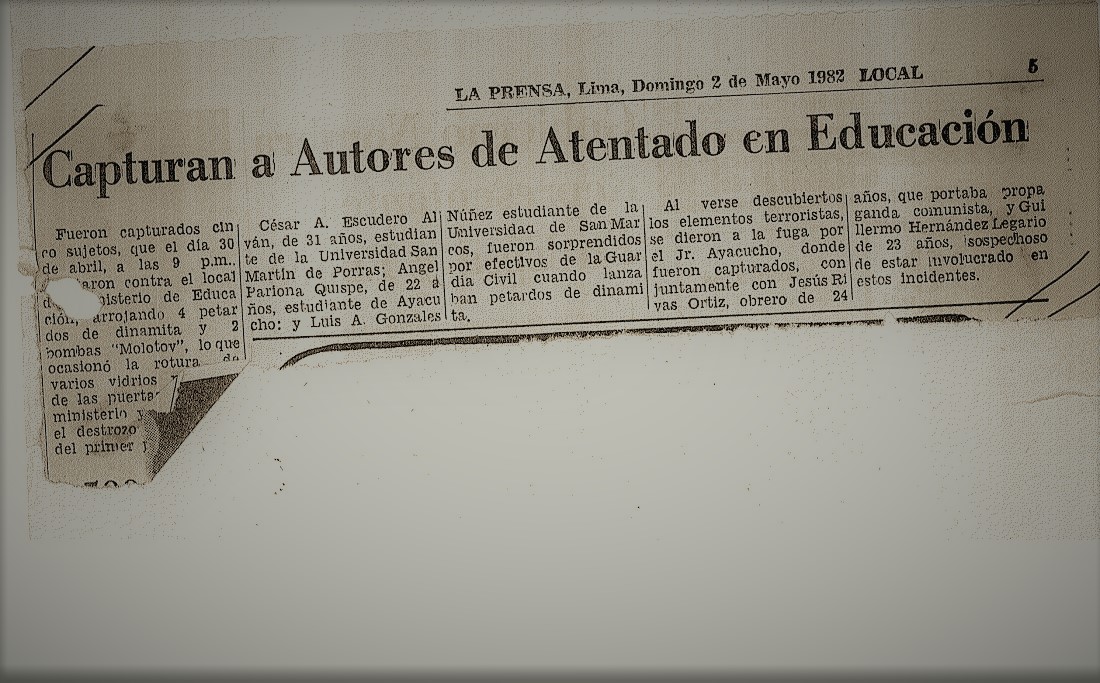 LA PRENSA, Lima, Domingo 2 de Mayo 1982 LOCAL 5
Capturan a Autores de Atentado en Educación
Fueron capturados cin
co sujetos, que el día 30
de abril, a las 9 p.m.,
aron contra el local
nisterio de Educa
ción, arrojando 4 petar
dos de dinamita y 2
bombas "Molotov", lo que
ocasionó la rotura de
varios vidrios
de las puerta
ministerio y
el destrozo
del primer
César A. Escudero Al
ván, de 31 años, estudian
te de la Universidad San
Martin de Porras; Angel
Pariona Quispe, de 22 a
ños, estudiante de Ayacu
cho: y Luis A. Gonzales
Núñez estudiante de la
Universidad de San Mar
cos, fueron sorprendidos
por efectivos de la Guar
dia Civil cuando lanza
ban petardos de dinami
ta.
Al verse descubiertos
los elementos terroristas,
se dieron a la fuga por
el Jr. Ayacucho, donde
fueron capturados, con
juntamente con Jesús Ri
vas Ortiz, obrero de 24
años, que portaba propa
ganda comunista, y Gui
llermo Hernández Legario
de 23 años, sospechoso
de estar involucrado en
estos incidentes.